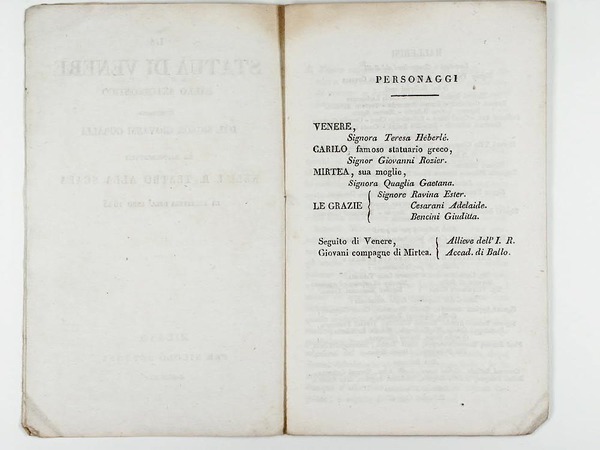 PERSONAGGI
VENERE,
Signora Teresa Heberlé.
CARILO, famoso statuario greco,
Signor Giovanni Rozier.
MIRTEA, sua moglie,
Signora Quaglia Gaetana.
Signore Ravina Ester.
LE GRAZIE { Cesarani Adelaide.
Bencini Giuditta.
Seguito di Venere, { Allieve dell' I. R.
Giovani compagne di Mirtea. { Accad. di Ballo.